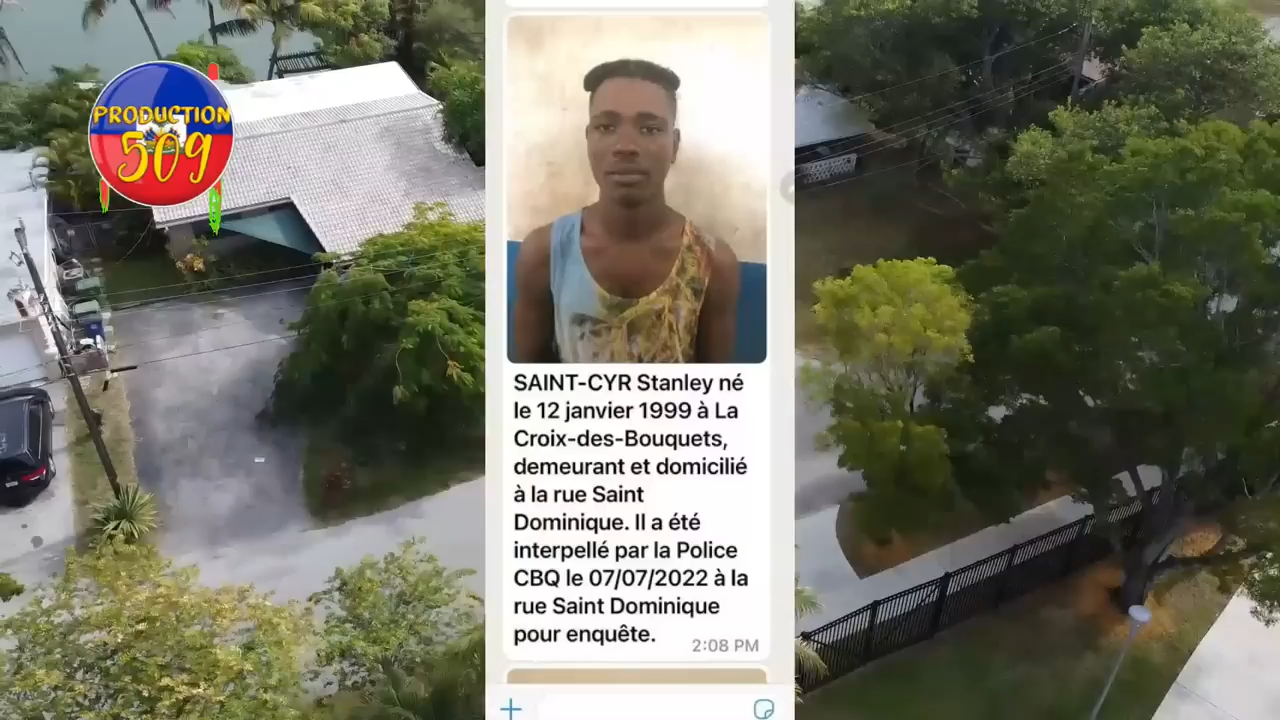 PRODUCTION
509
SAINT-CYR Stanley né
le 12 janvier 1999 à La
Croix-des-Bouquets,
demeurant et domicilié
à la rue Saint
Dominique. Il a été
interpellé par la Police
CBQ le 07/07/2022 à la
rue Saint Dominique
pour enquête.
2:08 PM